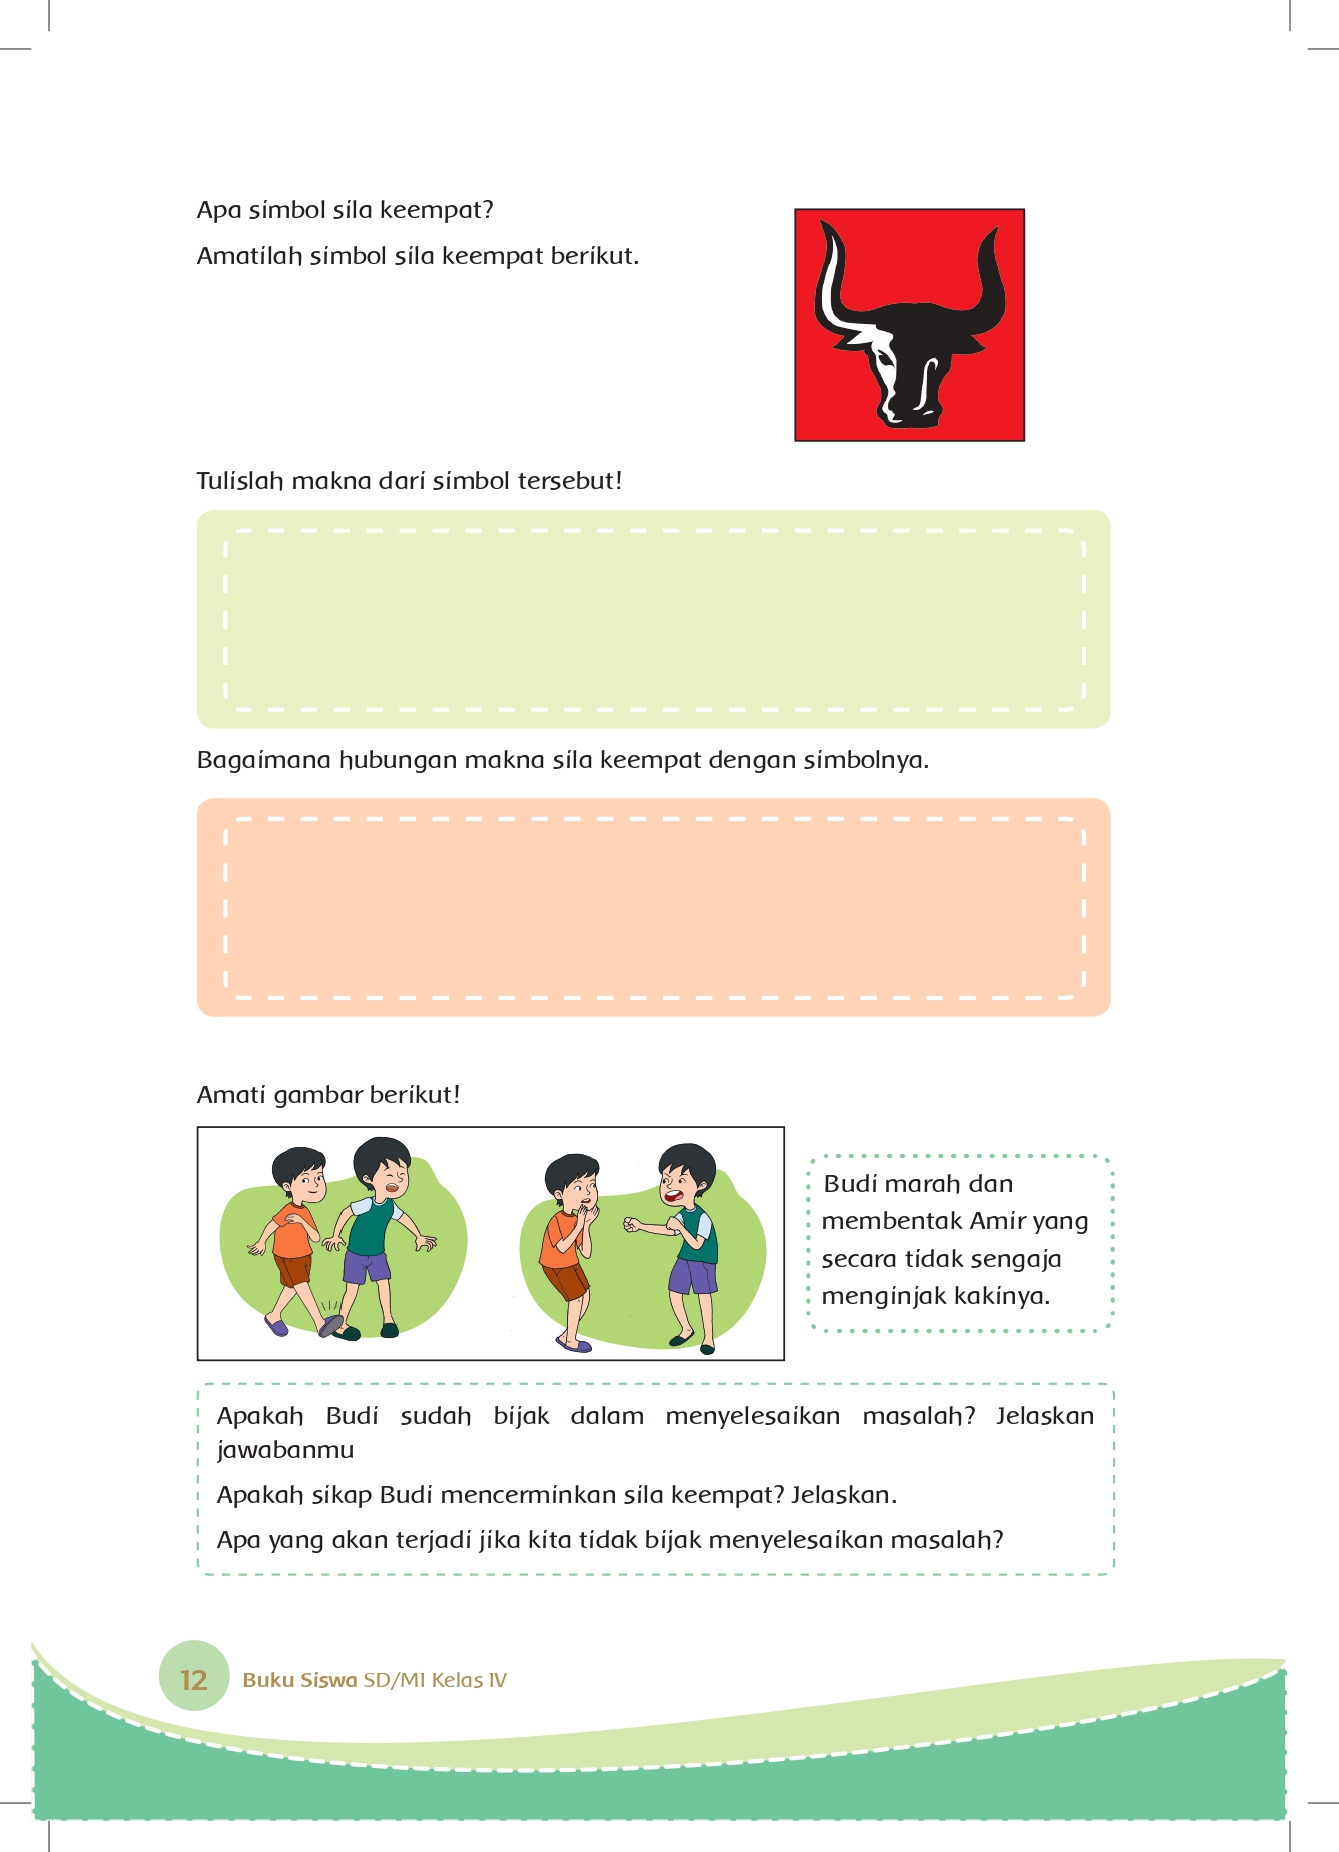 Apa simbol sila keempat?
Amatilah simbol sila keempat berikut.
Tulislah makna dari simbol tersebut!
Bagaimana hubungan makna sila keempat dengan simbolnya.
Amati gambar berikut!
Budi marah dan
membentak Amir yang
secara tidak sengaja
menginjak kakinya.
Apakah Budi sudah bijak dalam menyelesaikan masalah? Jelaskan
jawabanmu
Apakah sikap Budi mencerminkan sila keempat? Jelaskan.
Apa yang akan terjadi jika kita tidak bijak menyelesaikan masalah?
12 Buku Siswa SD/MI Kelas IV